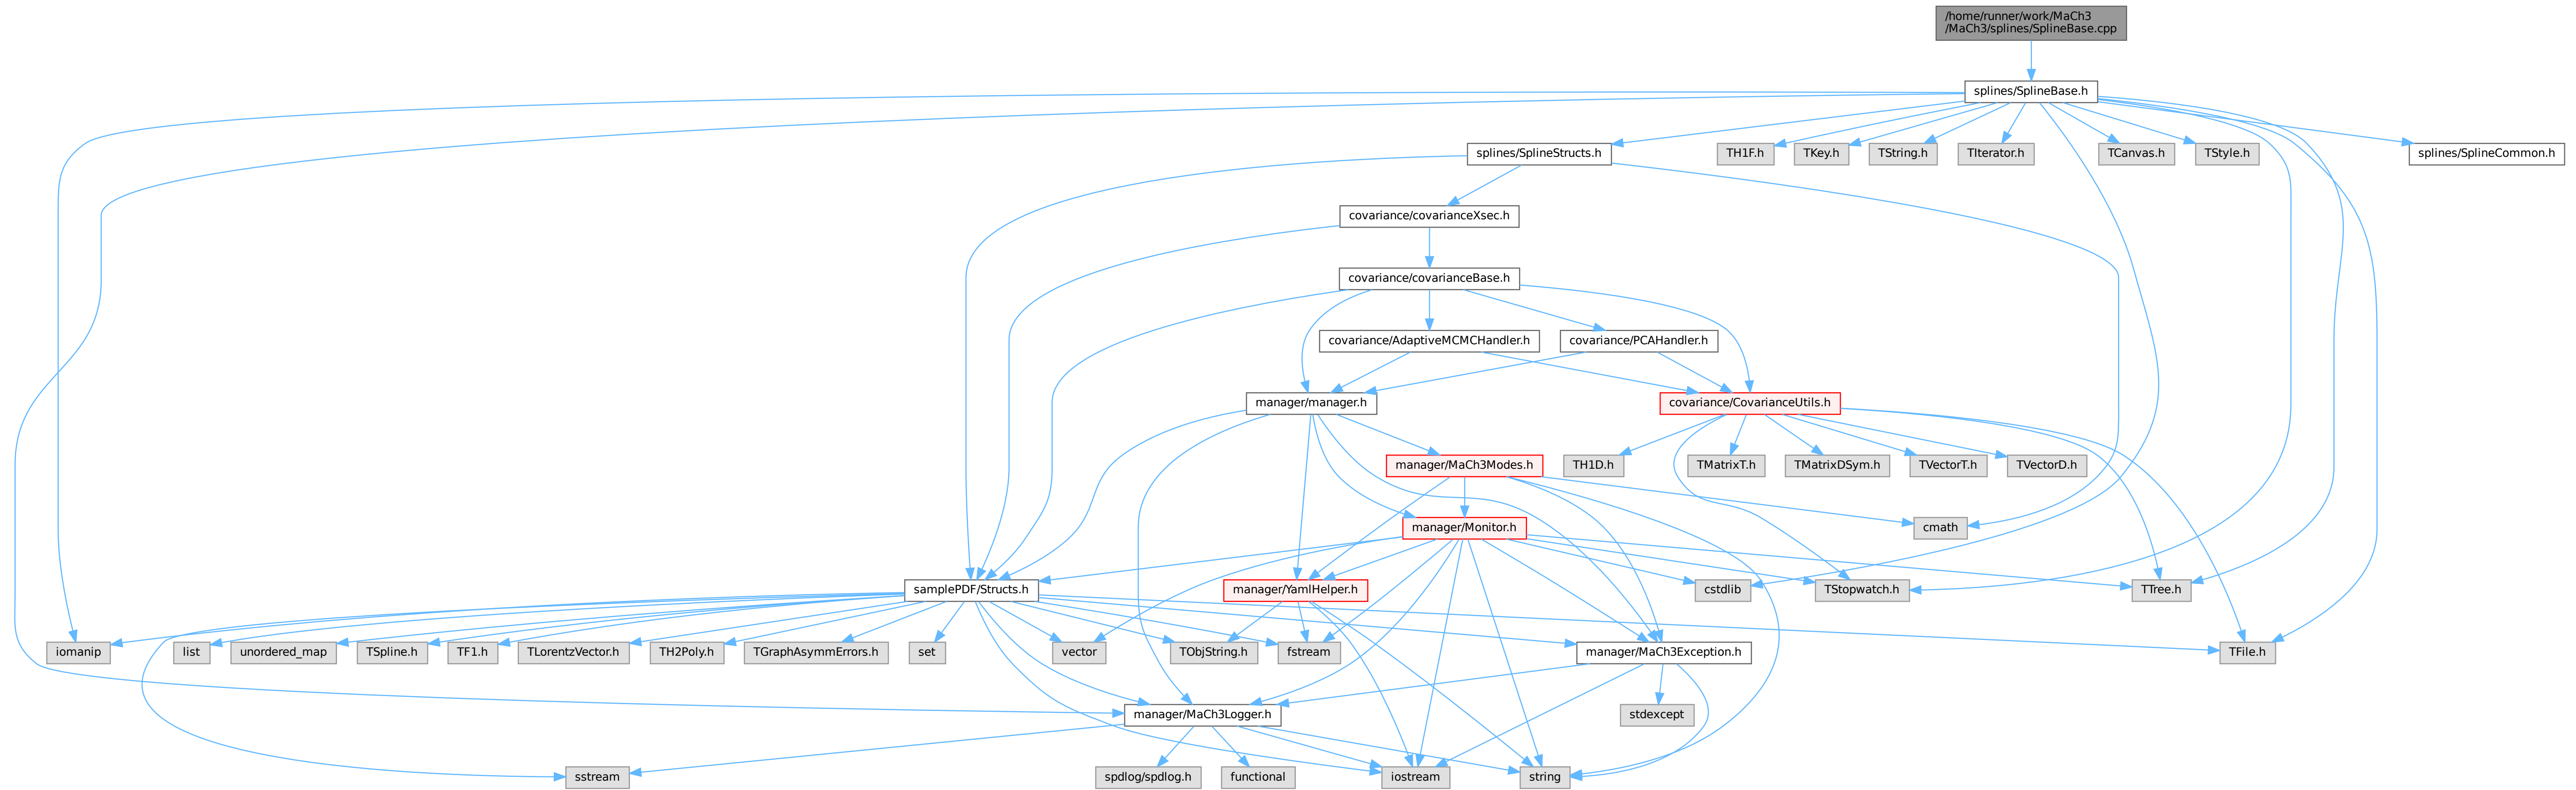 /home/runner/work/MaCh3
/MaCh3/splines/SplineBase.cpp
splines/SplineBase.h
splines/SplineStructs.h
TH1F.h
TKey.h
TString.h
TIterator.h
TCanvas.h
TStyle.h
splines/SplineCommon.h
covariance/covarianceXsec.h
covariance/covarianceBase.h
covariance/AdaptiveMCMCHandler.h
covariance/PCAHandler.h
manager/manager.h
covariance/CovarianceUtils.h
manager/MaCh3Modes.h
TH1D.h
TMatrixT.h
TMatrixDSym.h
TVectorT.h
TVectorD.h
manager/Monitor.h
cmath
samplePDF/Structs.h
manager/YamlHelper.h
cstdlib
TStopwatch.h
TTree.h
iomanip
list
unordered_map
TSpline.h
TF1.h
TLorentzVector.h
TH2Poly.h
TGraphAsymmErrors.h
set
vector
TObjString.h
fstream
manager/MaCh3Exception.h
TFile.h
manager/MaCh3Logger.h
stdexcept
sstream
spdlog/spdlog.h
functional
iostream
string